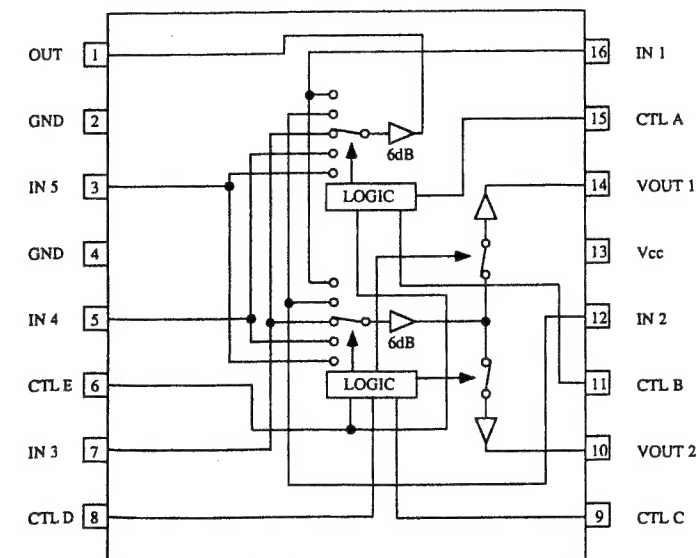 OUT 1 16 IN 1
GND 2 15 CTL A
6dB
IN 5 3 LOGIC 14 VOUT 1
GND 4 13 Vcc
IN 4 5 12 IN 2
6dB
CTL E 6 LOGIC 11 CTL B
IN 3 7 10 VOUT 2
CTL D 8 9 CTL C